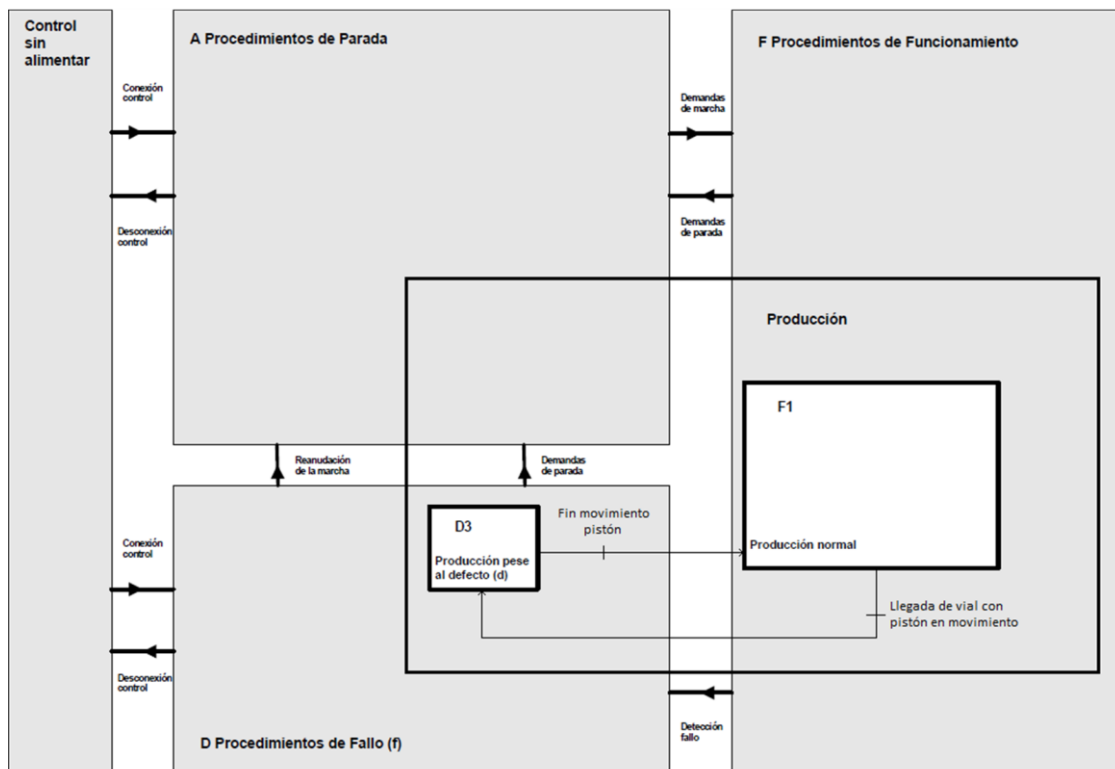 Control
sin
alimentar
A Procedimientos de Parada
F Procedimientos de Funcionamiento
Conexión
control
Demandas
de marcha
Desconexión
control
Demandas
de parada
Producción
F1
Reanudación
de la marcha
Demandas
de parada
Fin movimiento
pistón
D3
Producción pese
al defecto (d)
Producción normal
Conexión
control
Llegada de vial con
pistón en movimiento
Desconexión
control
Detección
fallo
D Procedimientos de Fallo (f)